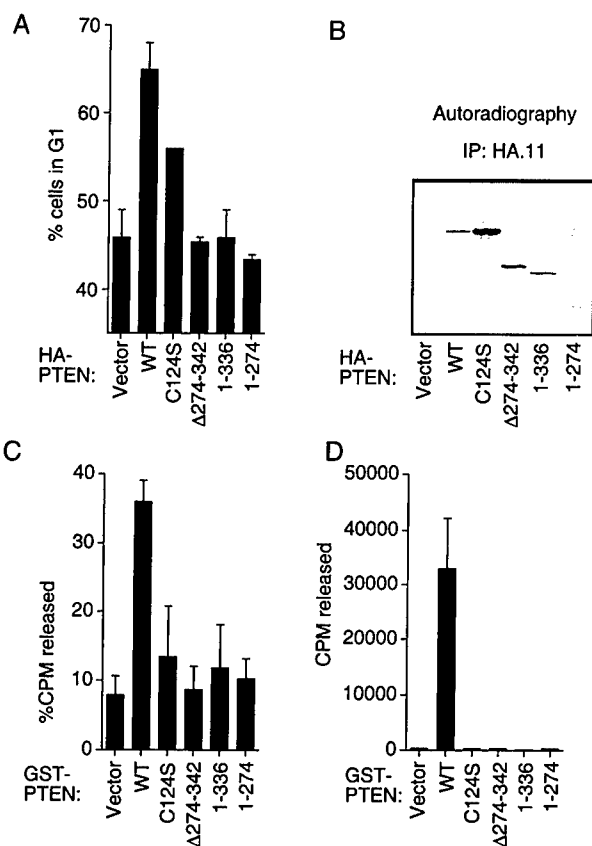 A
70
60
50
40
% cells in G1
HA-
PTEN:
Vector
WT
C124S
Δ274-342
1-336
1-274
B
Autoradiography
IP: HA.11
HA-
PTEN:
Vector
WT
C124S
Δ274-342
1-336
1-274
C
40
30
20
10
0
%CPM released
GST-
PTEN:
Vector
WT
C124S
Δ274-342
1-336
1-274
D
50000
40000
30000
20000
10000
0
CPM released
GST-
PTEN:
Vector
WT
C124S
Δ274-342
1-336
1-274